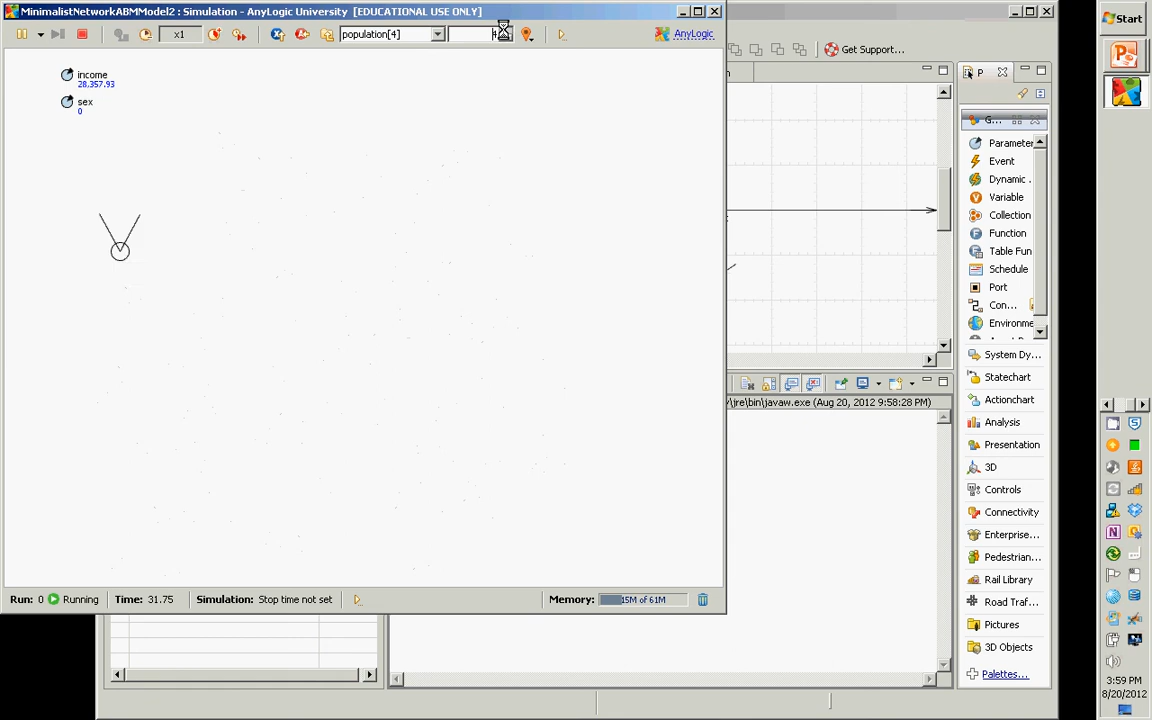 MinimalistNetworkABMModel2 : Simulation - AnyLogic University [EDUCATIONAL USE ONLY]
x1
population[4]
AnyLogic
Get Support...
Start
income
28,357.93
sex
0
P
G...
Parameter
Event
Dynamic
Variable
Collection
Function
Table Fun
Schedule
Port
Con...
Environme
System Dy...
Statechart
Actionchart
Analysis
Presentation
3D
Controls
Connectivity
Enterprise...
Pedestrian...
Rail Library
Road Traf...
Pictures
3D Objects
Palettes...
/jre\bin\javaw.exe (Aug 20, 2012 9:58:28 PM)
Run: 0 Running Time: 31.75 Simulation: Stop time not set Memory: 15M of 61M
3:59 PM
8/20/2012